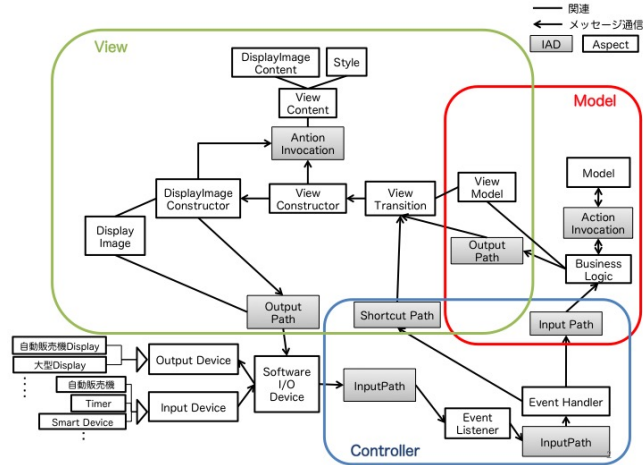 関連
メッセージ通信
IAD
Aspect
View
DisplayImage
Content
Style
View
Content
Model
Antion
Invocation
DisplayImage
Constructor
View
Constructor
View
Transition
View
Model
Model
Action
Invocation
Display
Image
Output
Path
Business
Logic
Output
Path
Shortcut Path
Input Path
自動販売機Display
大型Display
⋮
Output Device
自動販売機
Timer
Smart Device
⋮
Input Device
Software
I/O
Device
InputPath
Event Handler
Event
Listener
InputPath
2
Controller